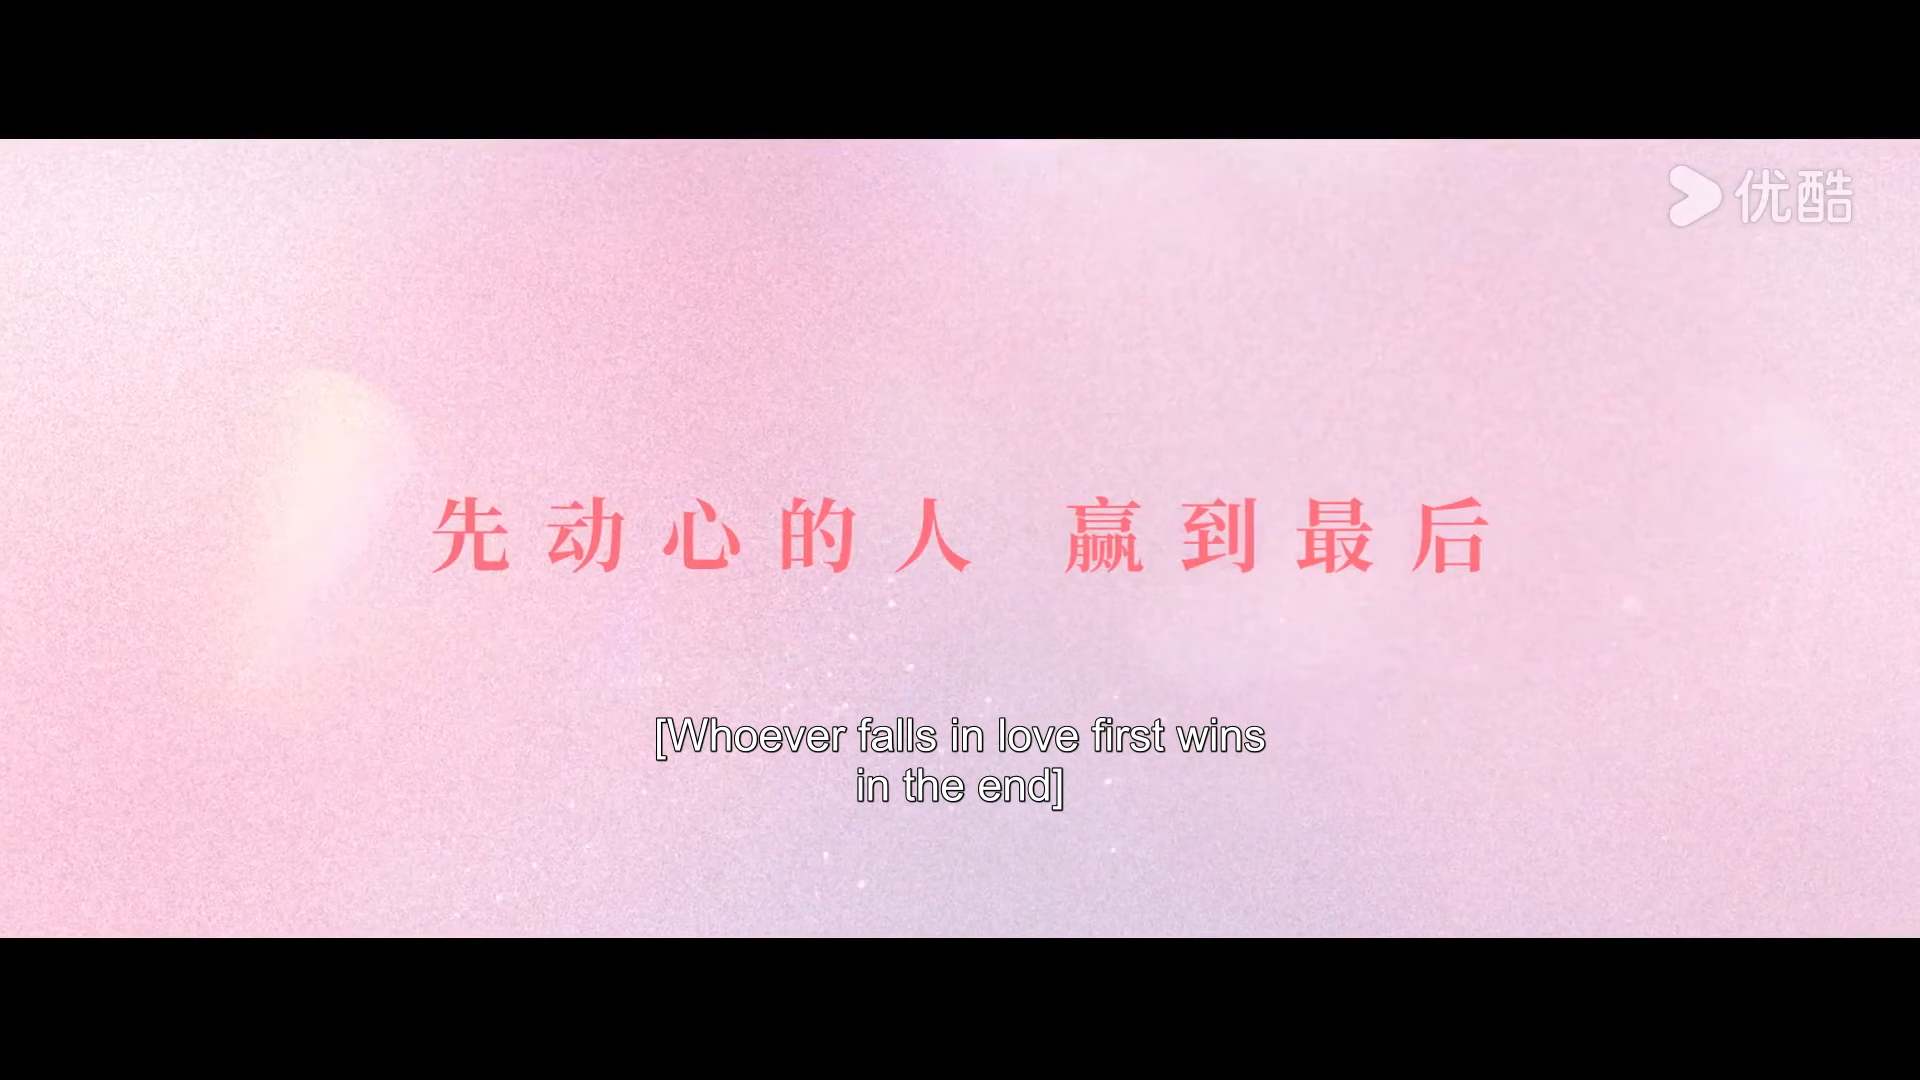 优酷
先动心的人 赢到最后
[Whoever falls in love first wins
in the end]